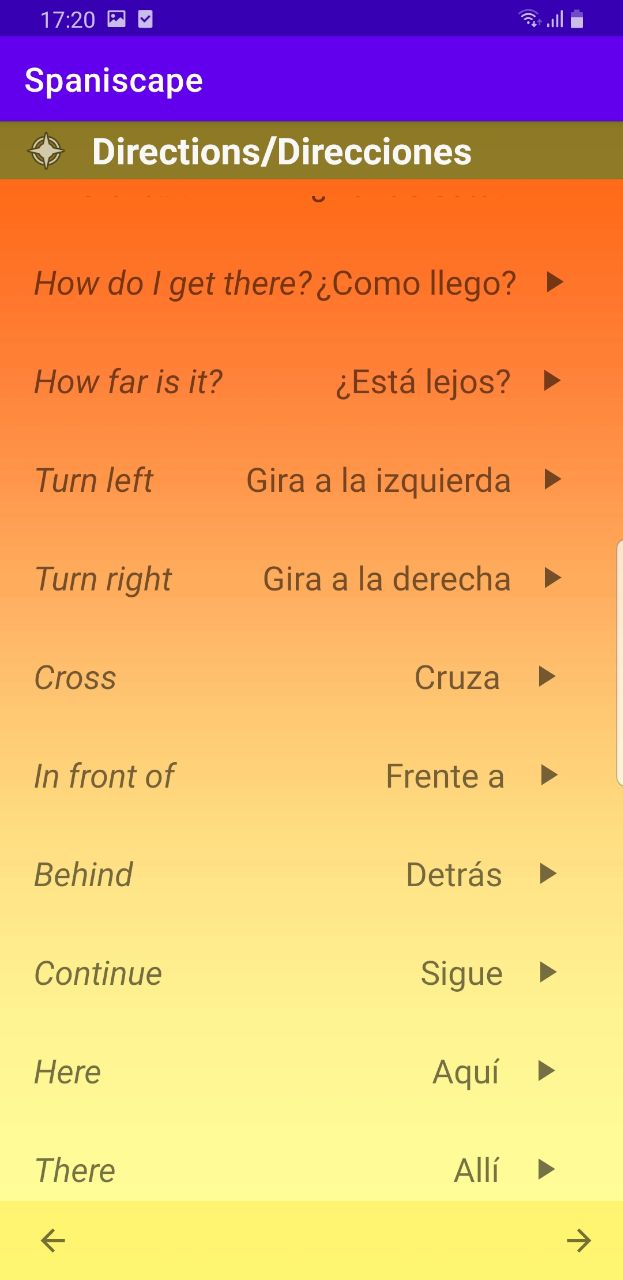 17:20
Spaniscape
Directions/Direcciones
How do I get there? ¿Como llego?
How far is it? ¿Está lejos?
Turn left Gira a la izquierda
Turn right Gira a la derecha
Cross Cruza
In front of Frente a
Behind Detrás
Continue Sigue
Here Aquí
There Allí